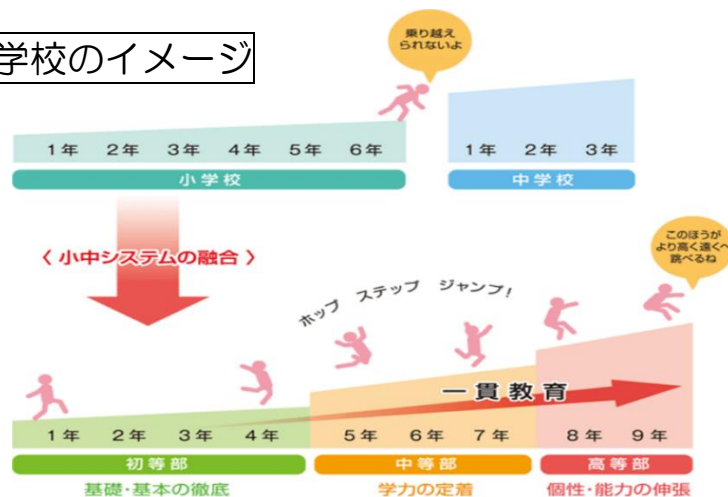 学校のイメージ
乗り越え
られないよ
1年 2年 3年 4年 5年 6年
1年 2年 3年
小学校
中学校
〈 小中システムの融合 〉
このほうが
より高く遠くへ
跳べるね
ホップ ステップ ジャンプ!
一貫教育
1年 2年 3年 4年
5年 6年 7年
8年 9年
初等部
中等部
高等部
基礎・基本の徹底
学力の定着
個性・能力の伸張